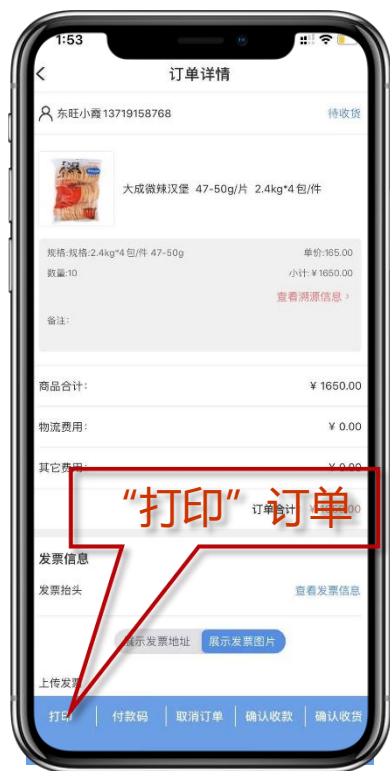 1:53
订单详情
东旺小霞13719158768
待收货
大成微辣汉堡 47-50g/片 2.4kg*4包/件
规格:规格:2.4kg*4包/件 47-50g
单价:165.00
数量:10
小计:¥1650.00
查看溯源信息
备注:
商品合计:
¥ 1650.00
物流费用:
¥ 0.00
其它费用:
¥ 0.00
“打印”订单
订单合计
发票信息
发票抬头
查看发票信息
展示发票地址
展示发票图片
上传发票
打印
付款码
取消订单
确认收款
确认收货